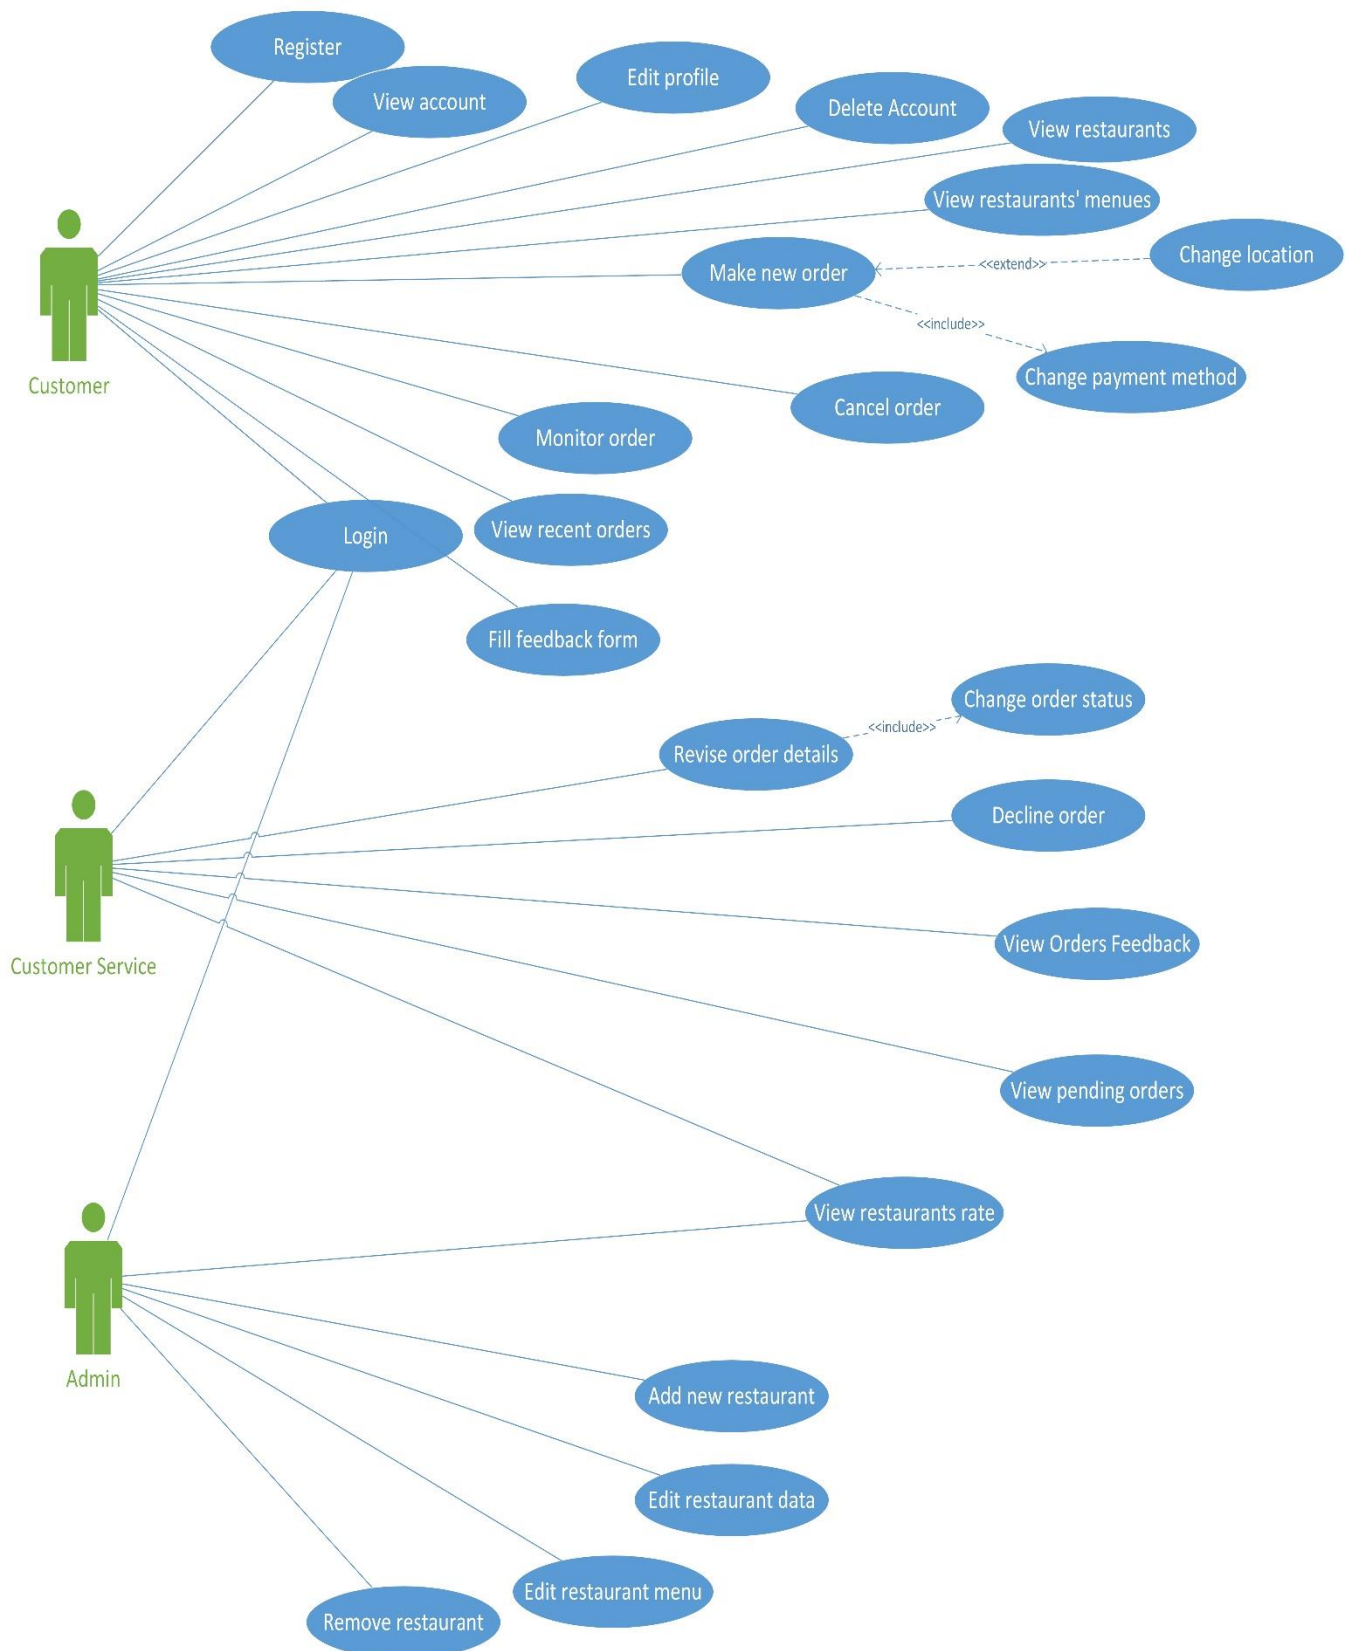 Register
View account
Edit profile
Delete Account
View restaurants
View restaurants' menues
Make new order
<<extend>>
Change location
<<include>>
Change payment method
Customer
Cancel order
Monitor order
View recent orders
Login
Fill feedback form
Change order status
<<include>>
Revise order details
Decline order
View Orders Feedback
Customer Service
View pending orders
View restaurants rate
Admin
Add new restaurant
Edit restaurant data
Edit restaurant menu
Remove restaurant